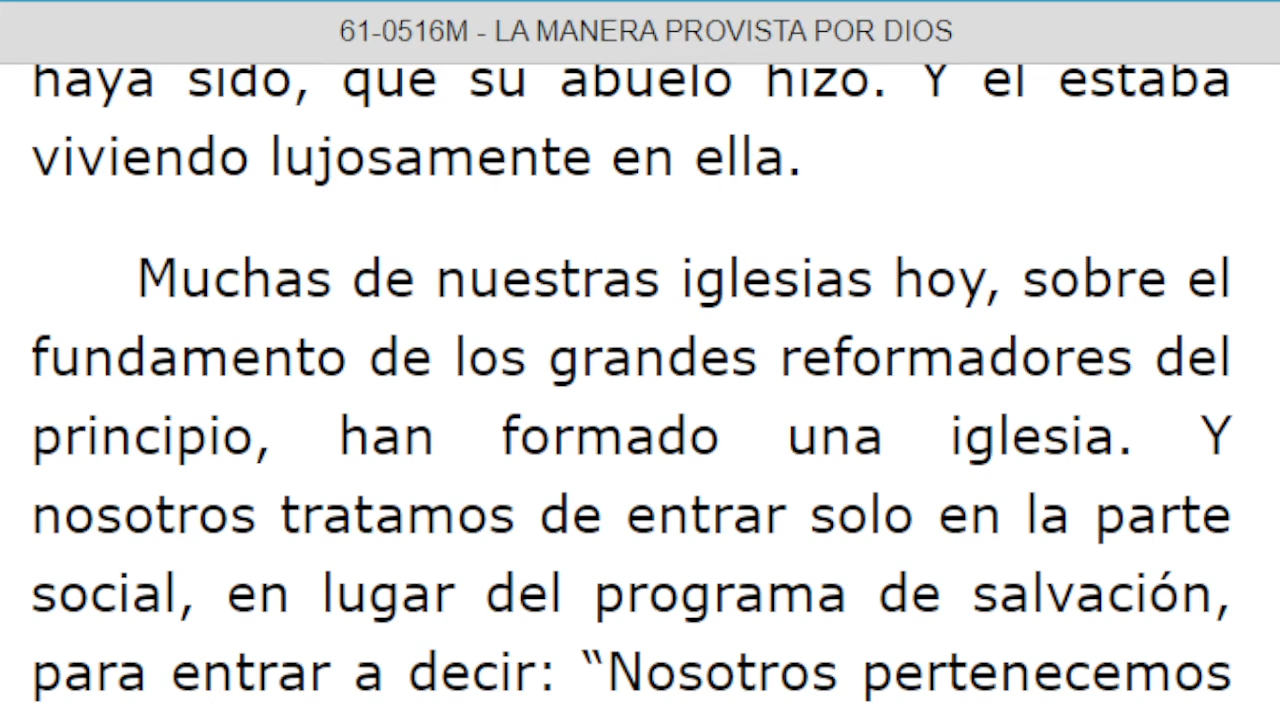 61-0516M - LA MANERA PROVISTA POR DIOS
haya sido, que su abuelo hizo. Y él estaba
viviendo lujosamente en ella.
Muchas de nuestras iglesias hoy, sobre el
fundamento de los grandes reformadores del
principio, han formado una iglesia. Y
nosotros tratamos de entrar solo en la parte
social, en lugar del programa de salvación,
para entrar a decir: “Nosotros pertenecemos